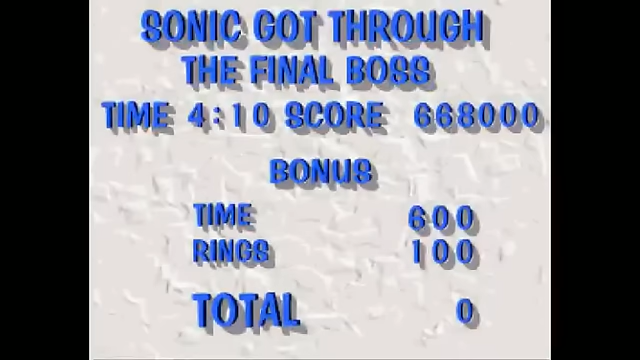 SONIC GOT THROUGH
THE FINAL BOSS
TIME 4:10 SCORE 668000
BONUS
TIME 600
RINGS 100
TOTAL 0